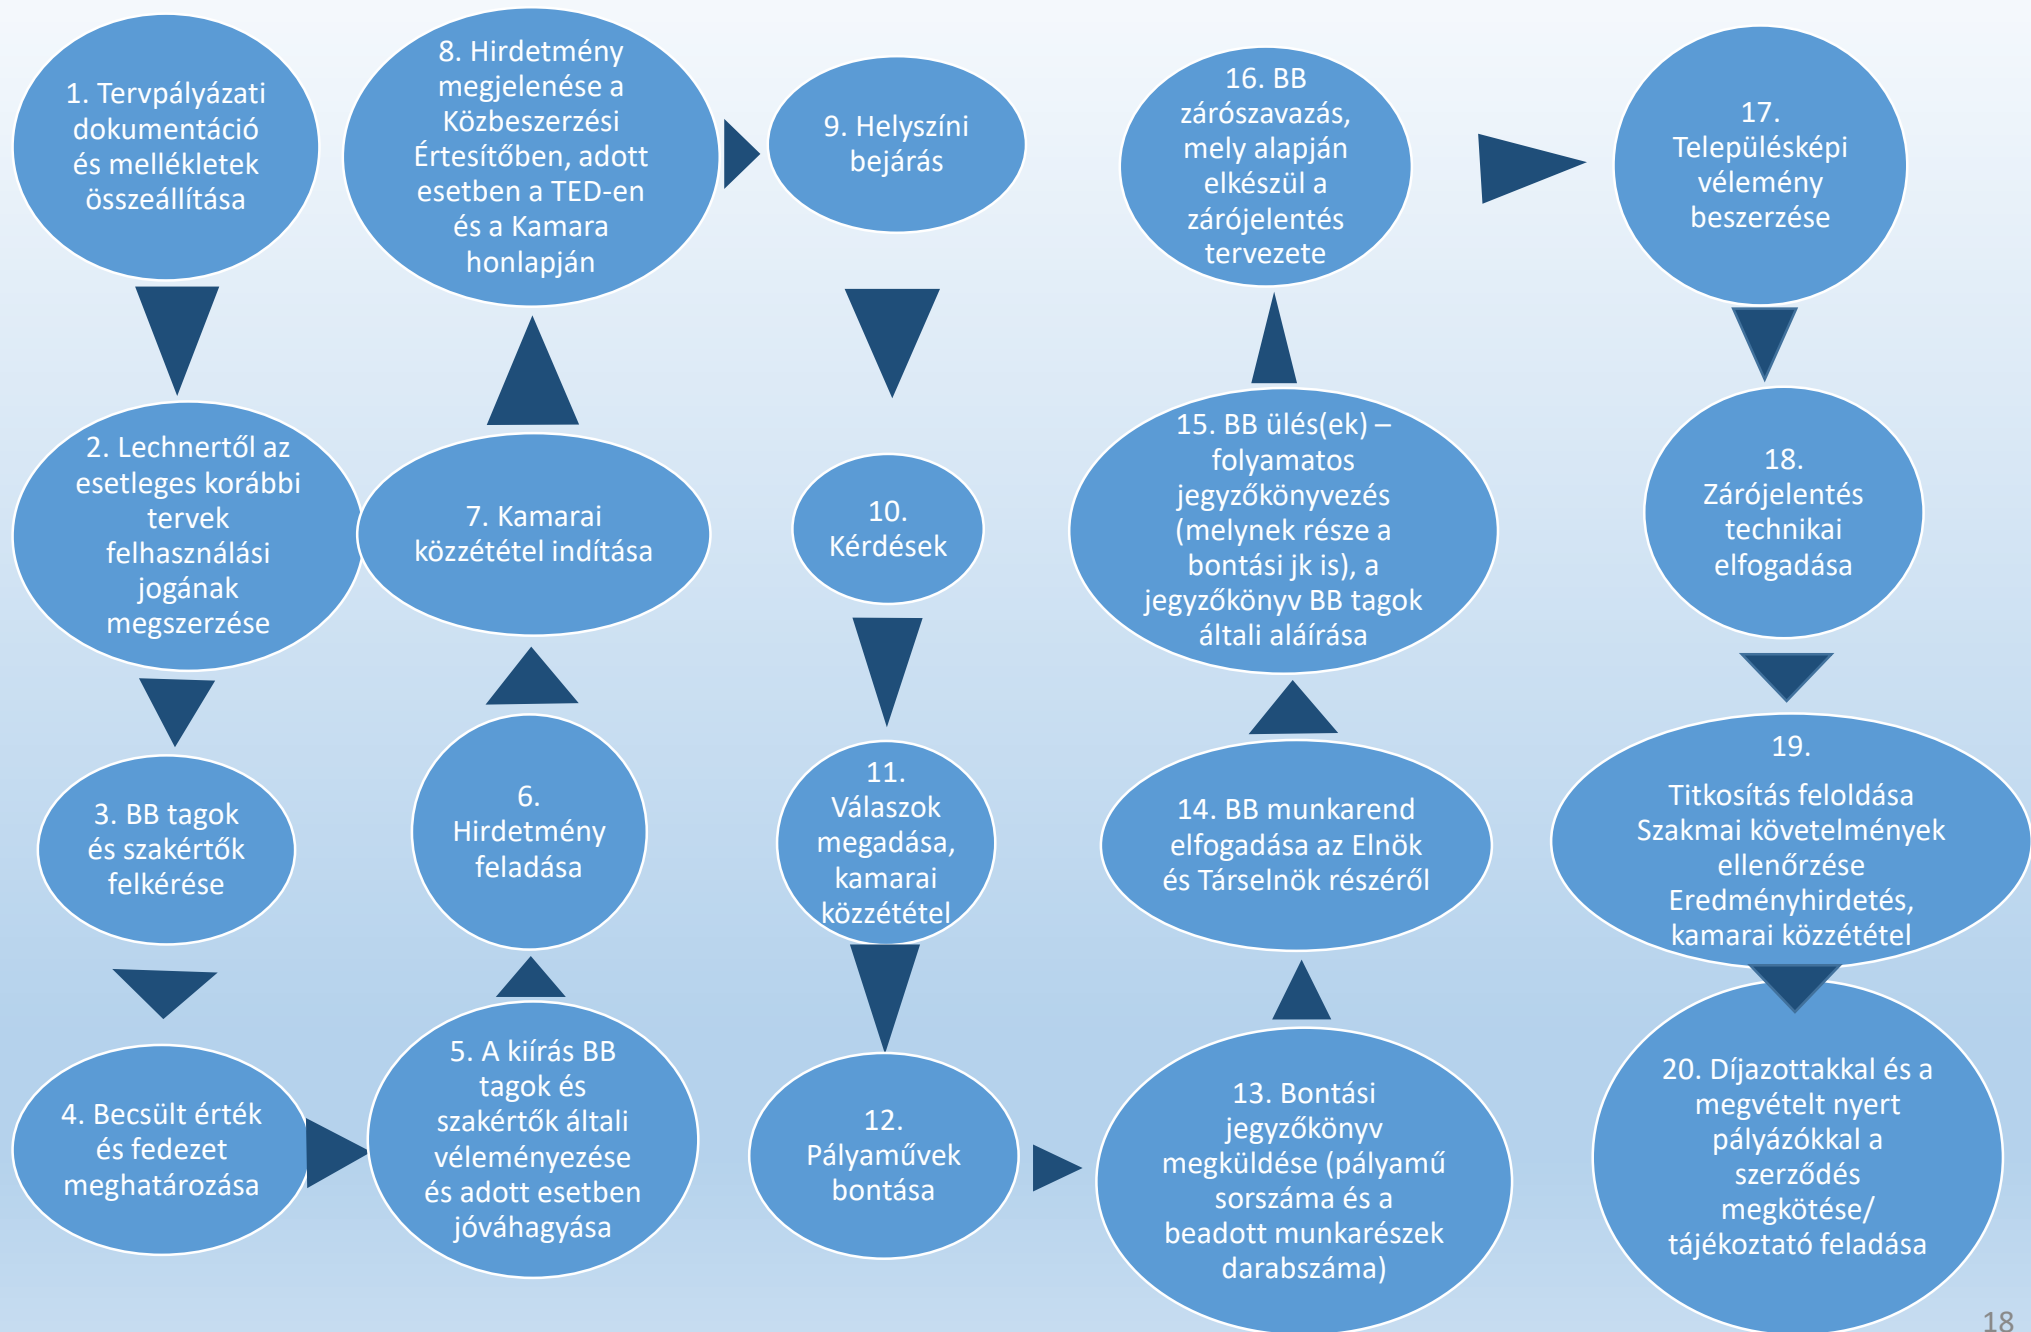 1. Tervpályázati
dokumentáció
és mellékletek
összeállítása
2. Lechnertől az
esetleges korábbi
tervek
felhasználási
jogának
megszerzése
3. BB tagok
és szakértők
felkérése
4. Becsült érték
és fedezet
meghatározása
5. A kiírás BB
tagok és
szakértők általi
véleményezése
és adott esetben
jóváhagyása
6.
Hirdetmény
feladása
7. Kamarai
közzététel indítása
8. Hirdetmény
megjelenése a
Közbeszerzési
Értesítőben, adott
esetben a TED-en
és a Kamara
honlapján
9. Helyszíni
bejárás
10.
Kérdések
11.
Válaszok
megadása,
kamarai
közzététel
12.
Pályaművek
bontása
13. Bontási
jegyzőkönyv
megküldése (pályamű
sorszáma és a
beadott munkarészek
darabszáma)
14. BB munkarend
elfogadása az Elnök
és Társelnök részéről
15. BB ülés(ek) –
folyamatos
jegyzőkönyvezés
(melynek része a
bontási jk is), a
jegyzőkönyv BB tagok
általi aláírása
16. BB
zárószavazás,
mely alapján
elkészül a
zárójelentés
tervezete
17.
Településképi
vélemény
beszerzése
18.
Zárójelentés
technikai
elfogadása
19.
Titkosítás feloldása
Szakmai követelmények
ellenőrzése
Eredményhirdetés,
kamarai közzététel
20. Díjazottakkal és a
megvételt nyert
pályázókkal a
szerződés
megkötése/
tájékoztató feladása
18